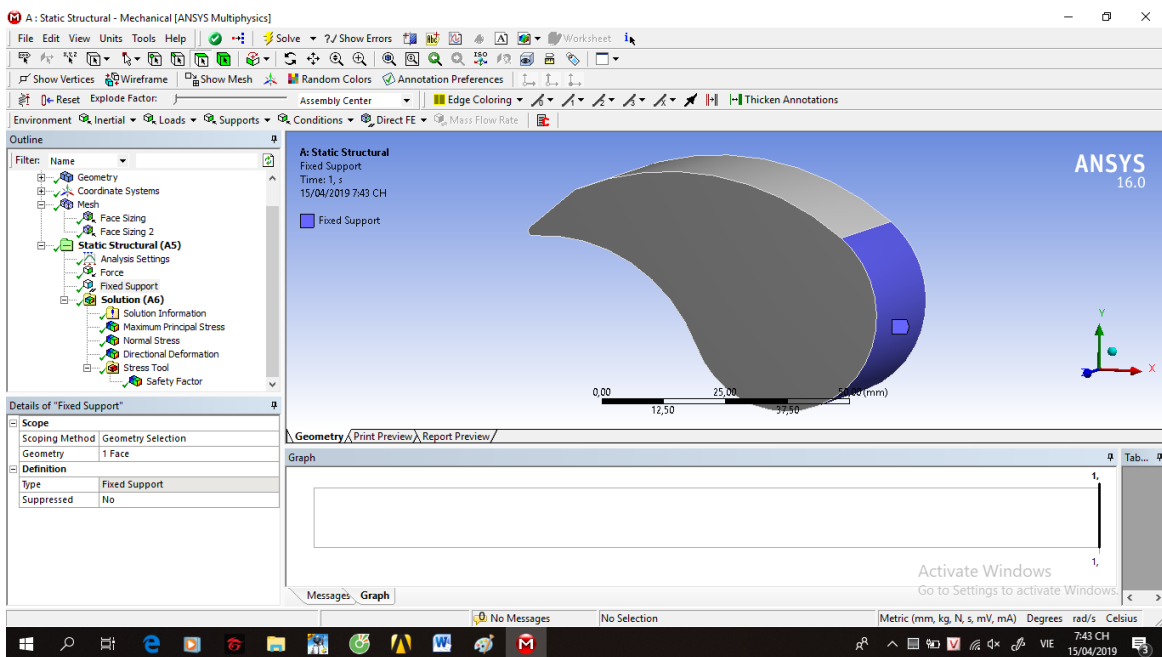 A : Static Structural - Mechanical [ANSYS Multiphysics]
File Edit View Units Tools Help Solve ?/ Show Errors Worksheet
Show Vertices Wireframe Show Mesh Random Colors Annotation Preferences
Reset Explode Factor: Assembly Center Edge Coloring Thicken Annotations
Environment Inertial Loads Supports Conditions Direct FE Mass Flow Rate
Outline
Filter: Name
Geometry
Coordinate Systems
Mesh
Face Sizing
Face Sizing 2
Static Structural (A5)
Analysis Settings
Force
Fixed Support
Solution (A6)
Solution Information
Maximum Principal Stress
Normal Stress
Directional Deformation
Stress Tool
Safety Factor
Details of "Fixed Support"
Scope
Scoping Method Geometry Selection
Geometry 1 Face
Definition
Type Fixed Support
Suppressed No
A: Static Structural
Fixed Support
Time: 1, s
15/04/2019 7:43 CH
Fixed Support
ANSYS
16.0
Y
X
Z
0,00 25,00 50,00 (mm)
12,50 37,50
Geometry Print Preview Report Preview
Graph
Tab...
1,
1,
Activate Windows
Go to Settings to activate Windows.
Messages Graph
No Messages No Selection Metric (mm, kg, N, s, mV, mA) Degrees rad/s Celsius
VIE 7:43 CH
15/04/2019